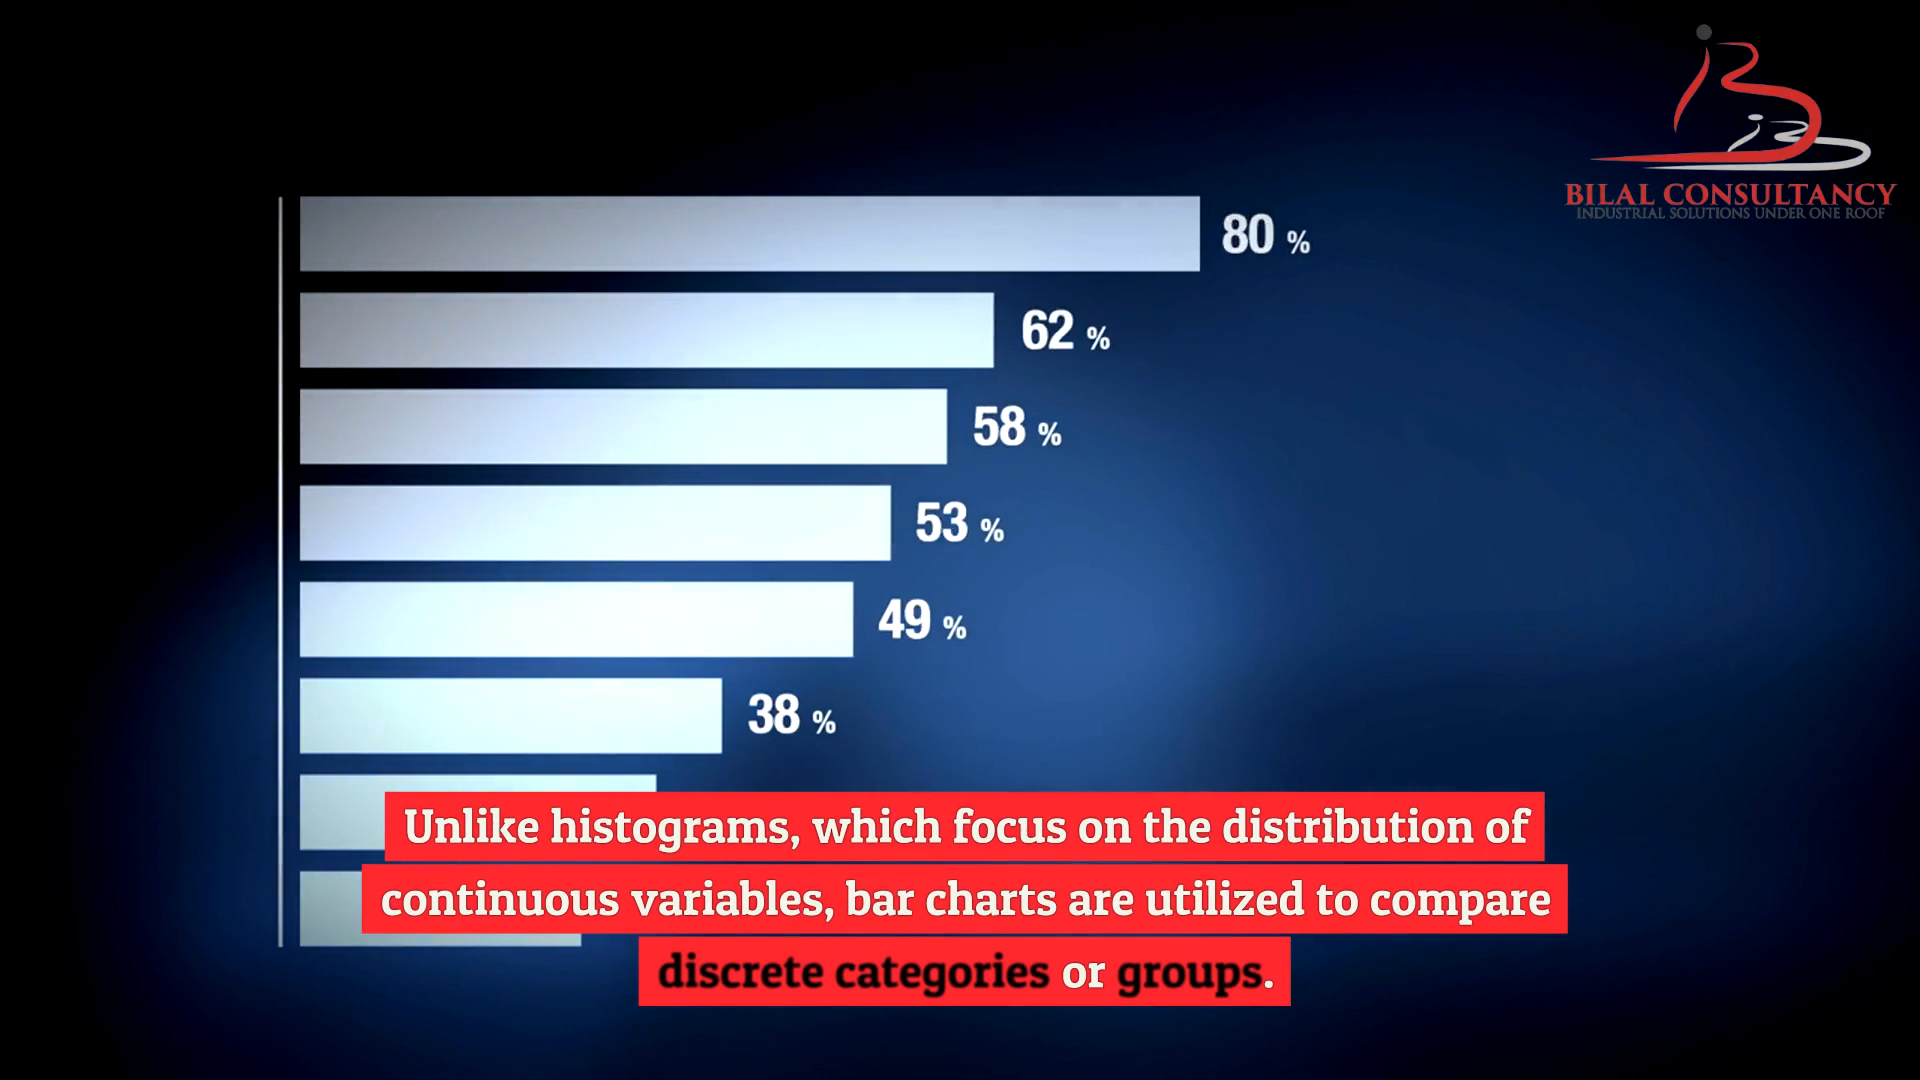 BILAL CONSULTANCY
INDUSTRIAL SOLUTIONS UNDER ONE ROOF
80 %
62 %
58 %
53 %
49 %
38 %
Unlike histograms, which focus on the distribution of
continuous variables, bar charts are utilized to compare
discrete categories or groups.